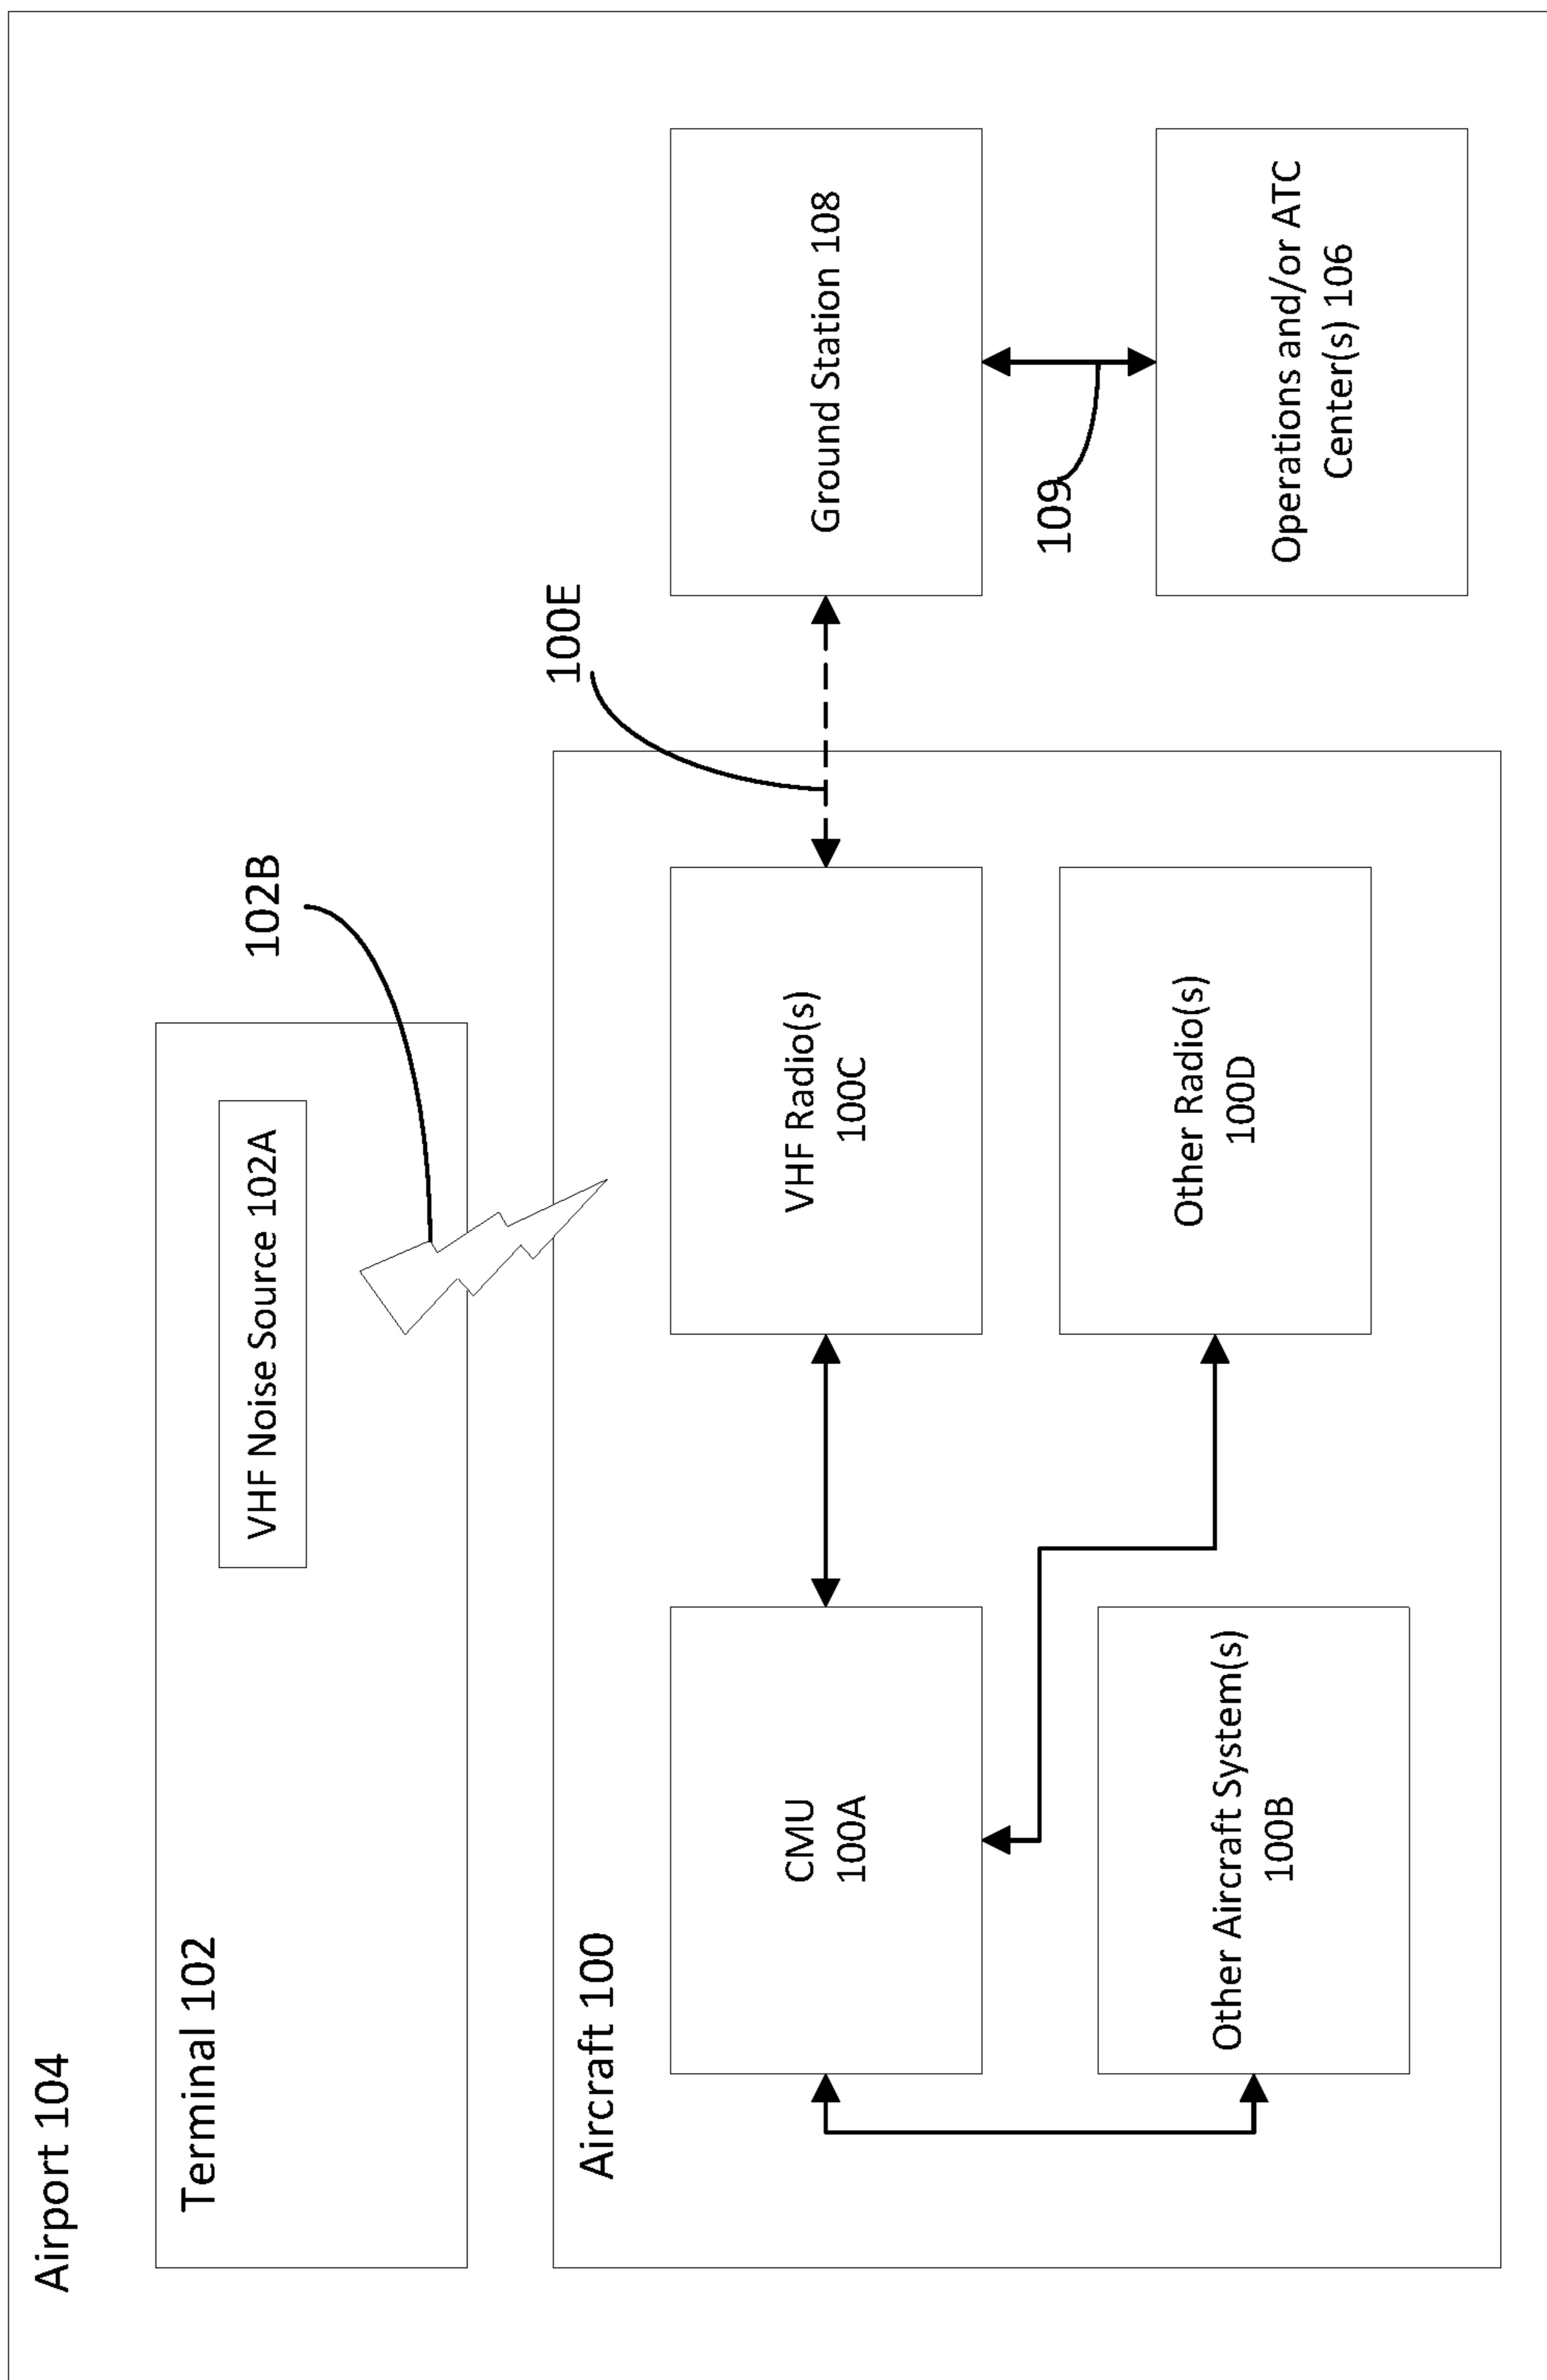 Airport 104
Terminal 102
VHF Noise Source 102A
102B
Aircraft 100
100E
CMU
100A
VHF Radio(s)
100C
Ground Station 108
109
Other Aircraft System(s)
100B
Other Radio(s)
100D
Operations and/or ATC
Center(s) 106